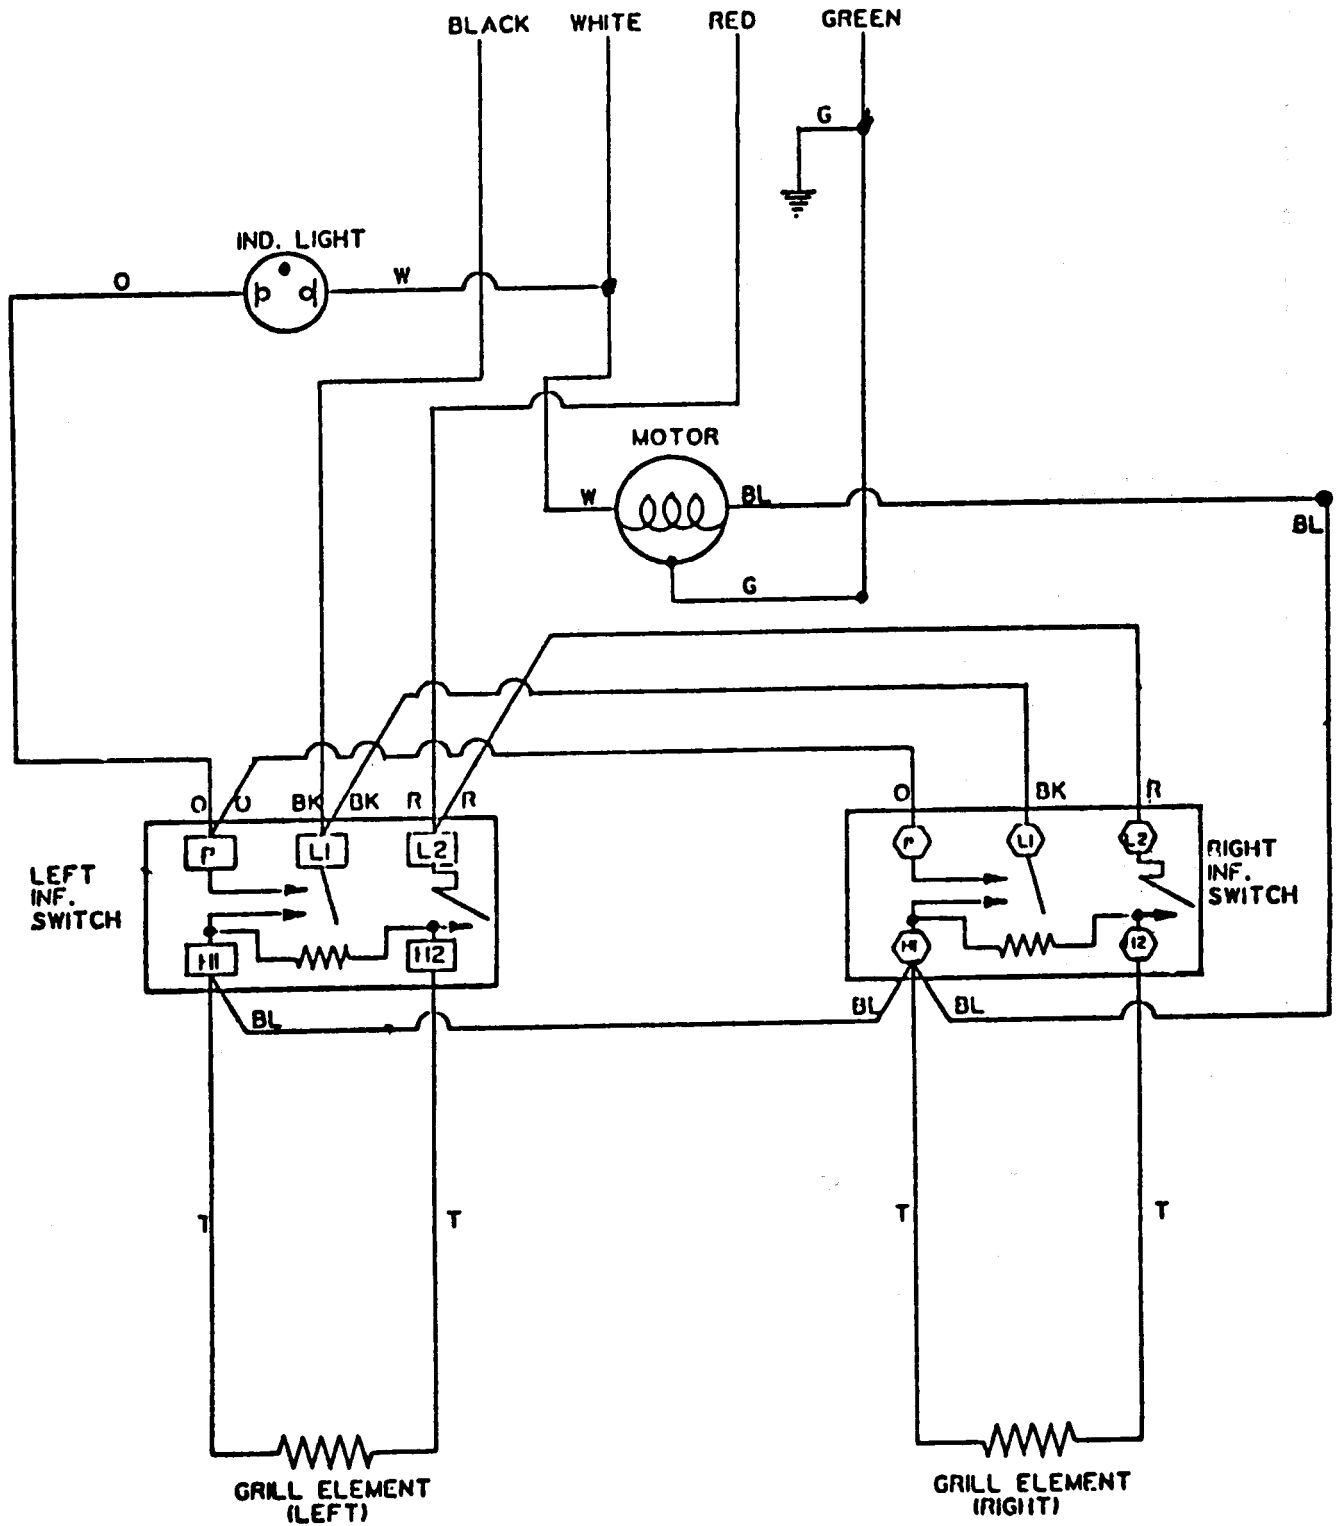 BLACK WHITE RED GREEN
G
IND. LIGHT
O W
MOTOR
W BL
BL
G
O O BK BK R R
O BK R
P L1 L2
P L1 L2
LEFT
INF.
SWITCH
RIGHT
INF.
SWITCH
H1 H2
H1 H2
BL BL BL
T T T T
GRILL ELEMENT
(LEFT)
GRILL ELEMENT
(RIGHT)